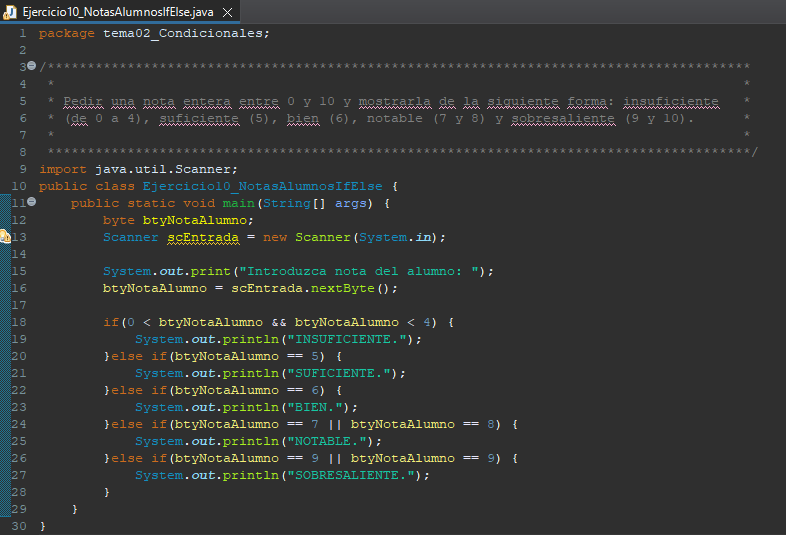 Ejercicio10_NotasAlumnosIfElse.java
1 package tema02_Condicionales;
2
3 /****************************************************************************************
4  *                                                                                      *
5  * Pedir una nota entera entre 0 y 10 y mostrarla de la siguiente forma: insuficiente   *
6  * (de 0 a 4), suficiente (5), bien (6), notable (7 y 8) y sobresaliente (9 y 10).      *
7  *                                                                                      *
8  ****************************************************************************************/
9 import java.util.Scanner;
10 public class Ejercicio10_NotasAlumnosIfElse {
11     public static void main(String[] args) {
12         byte btyNotaAlumno;
13         Scanner scEntrada = new Scanner(System.in);
14
15         System.out.print("Introduzca nota del alumno: ");
16         btyNotaAlumno = scEntrada.nextByte();
17
18         if(0 < btyNotaAlumno && btyNotaAlumno < 4) {
19             System.out.println("INSUFICIENTE.");
20         }else if(btyNotaAlumno == 5) {
21             System.out.println("SUFICIENTE.");
22         }else if(btyNotaAlumno == 6) {
23             System.out.println("BIEN.");
24         }else if(btyNotaAlumno == 7 || btyNotaAlumno == 8) {
25             System.out.println("NOTABLE.");
26         }else if(btyNotaAlumno == 9 || btyNotaAlumno == 9) {
27             System.out.println("SOBRESALIENTE.");
28         }
29     }
30 }